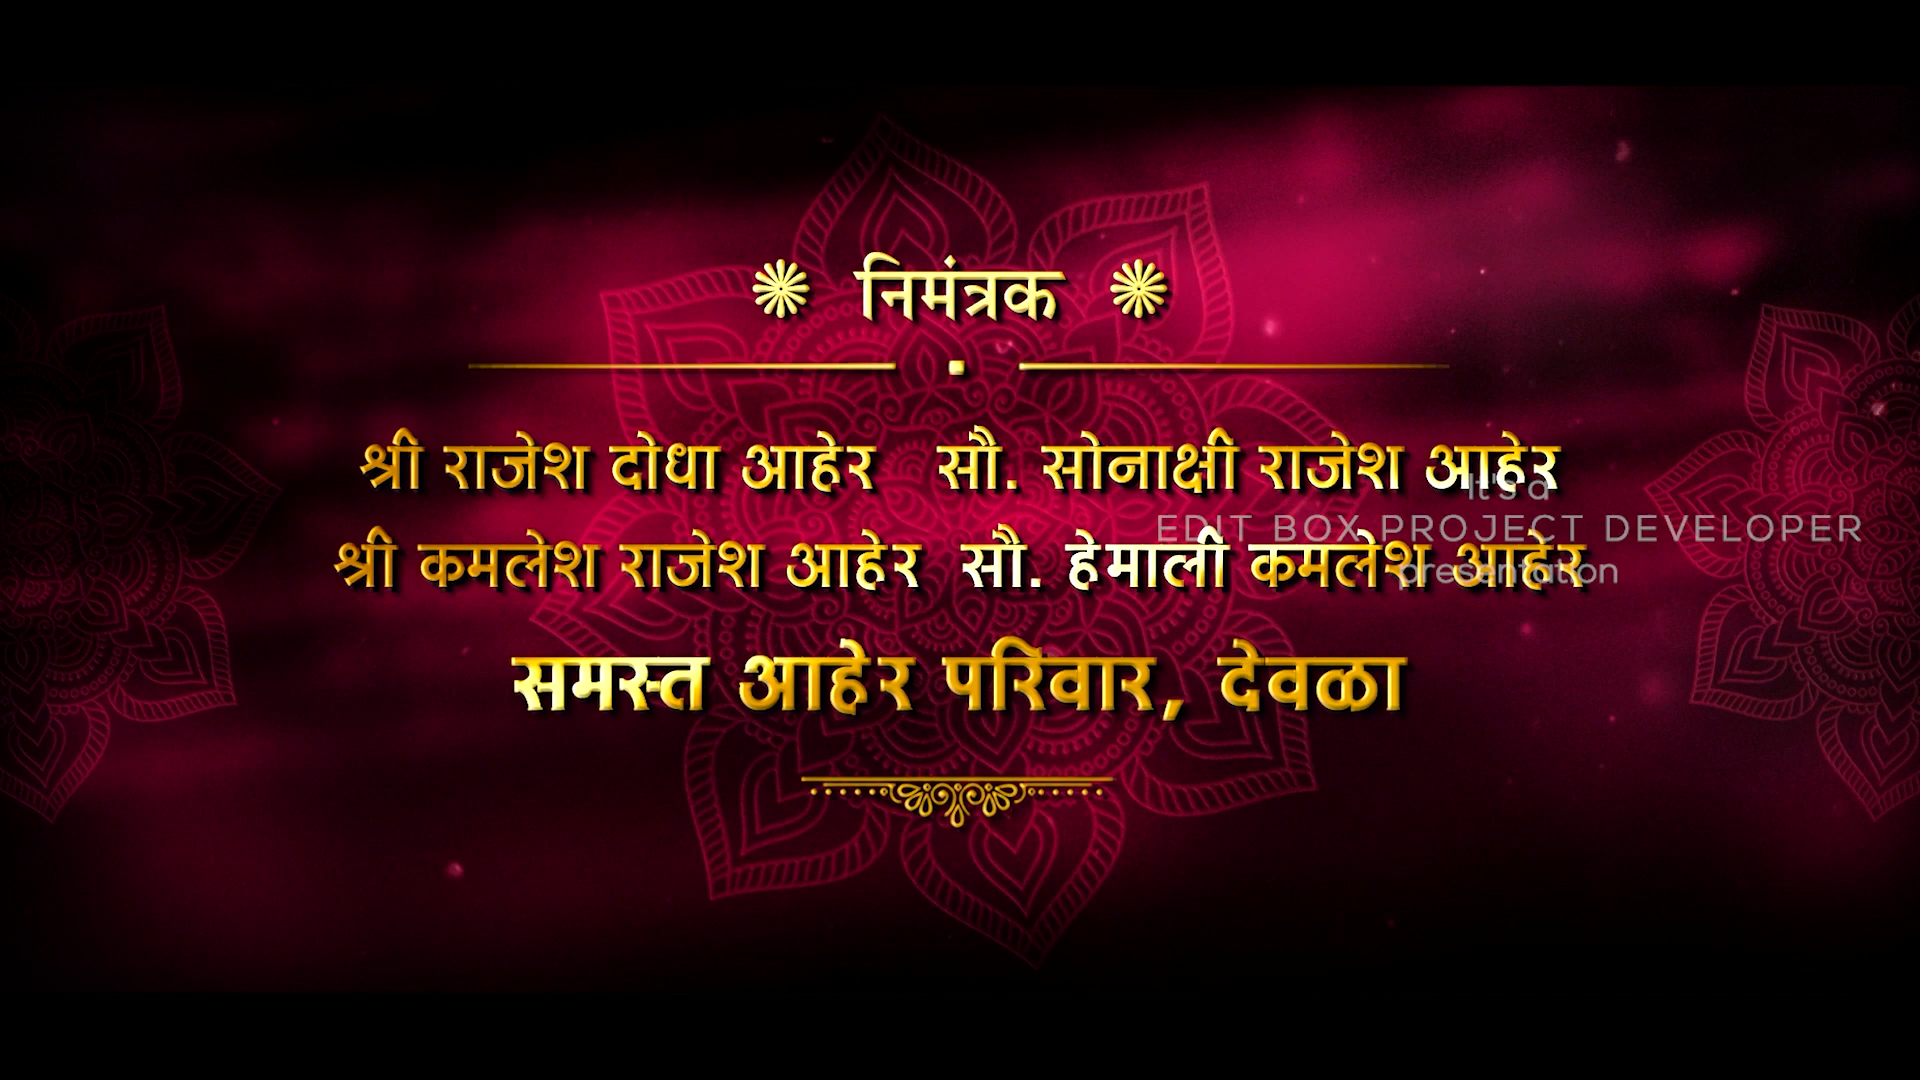 निमंत्रक
श्री राजेश दोधा आहेर सौ. सोनाक्षी राजेश आहेर
It's a
EDIT BOX PROJECT DEVELOPER
श्री कमलेश राजेश आहेर सौ. हेमाली कमलेश आहेर
presentation
समस्त आहेर परिवार, देवळा